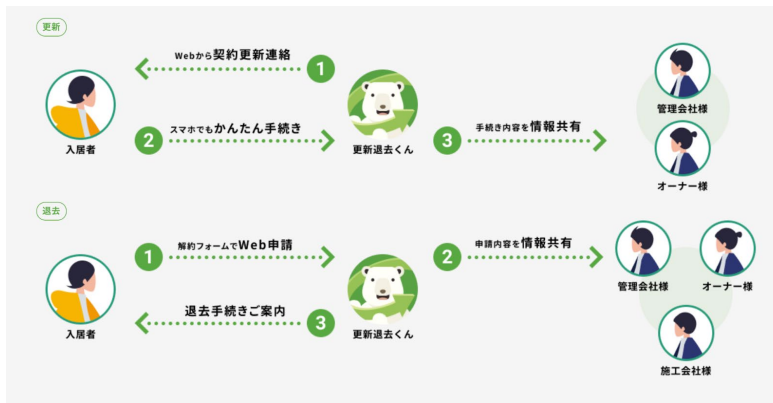 更新
Webから契約更新連絡
1
2
スマホでもかんたん手続き
3
手続き内容を情報共有
入居者
更新退去くん
管理会社様
オーナー様
退去
1
解約フォームでWeb申請
2
申請内容を情報共有
退去手続きご案内
3
入居者
更新退去くん
管理会社様
オーナー様
施工会社様